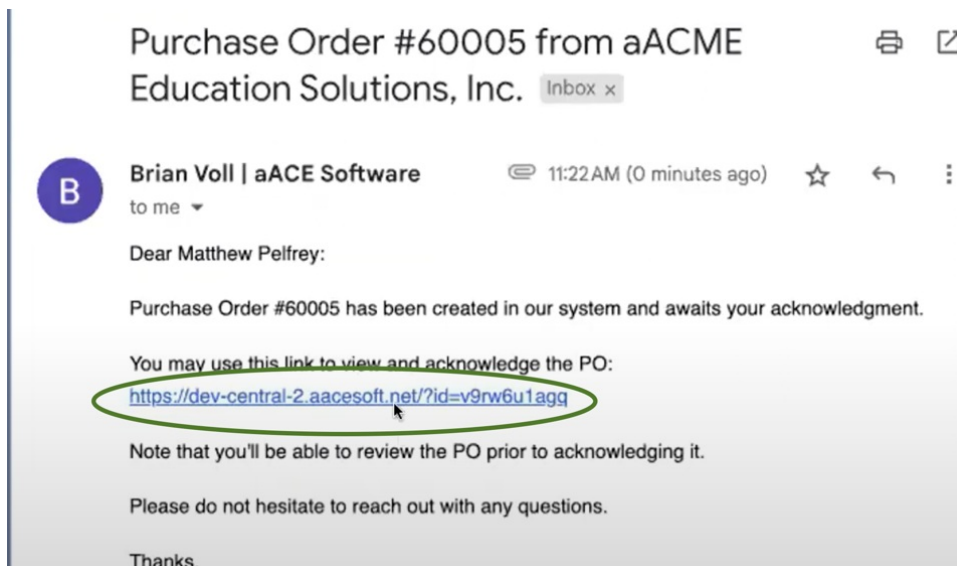 Purchase Order #60005 from aACME
Education Solutions, Inc. Inbox x
B
Brian Voll | aACE Software 11:22 AM (0 minutes ago)
to me
Dear Matthew Pelfrey:
Purchase Order #60005 has been created in our system and awaits your acknowledgment.
You may use this link to view and acknowledge the PO:
https://dev-central-2.aacesoft.net/?id=v9rw6u1agq
Note that you'll be able to review the PO prior to acknowledging it.
Please do not hesitate to reach out with any questions.
Thanks